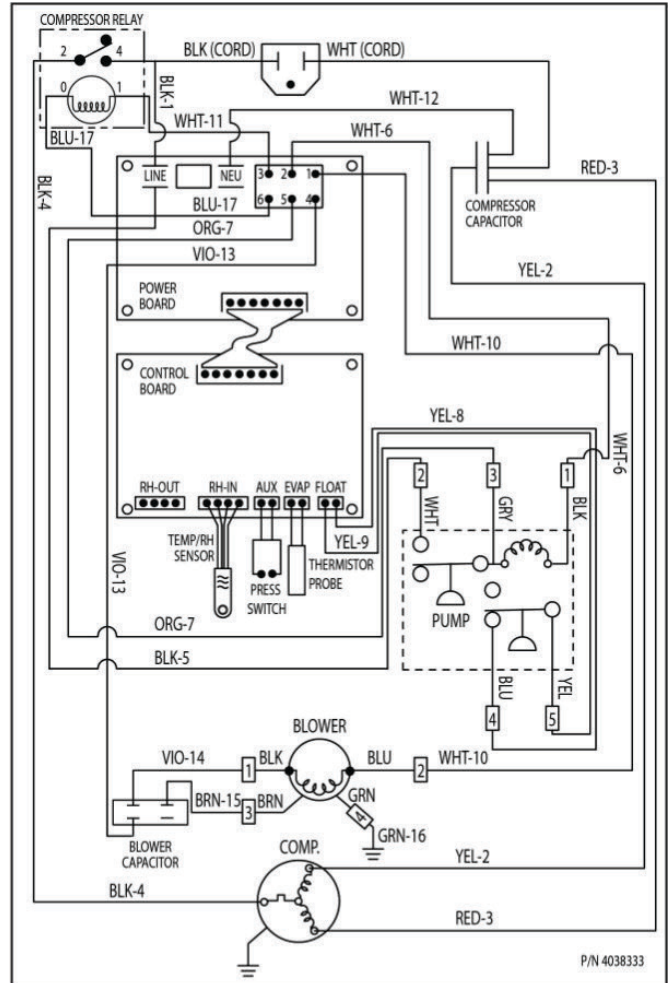 COMPRESSOR RELAY
2
4
0
1
BLK (CORD)
WHT (CORD)
BLK-1
WHT-12
WHT-11
WHT-6
BLU-17
BLK-4
LINE
NEU
3 2 1
6 5 4
RED-3
COMPRESSOR
CAPACITOR
BLU-17
ORG-7
VIO-13
YEL-2
POWER
BOARD
WHT-10
CONTROL
BOARD
YEL-8
WHT-6
2
3
1
RH-OUT
RH-IN
AUX
EVAP
FLOAT
WHT
GRY
BLK
YEL-9
TEMP/RH
SENSOR
THERMISTOR
PROBE
PRESS
SWITCH
VIO-13
PUMP
ORG-7
BLK-5
BLU
YEL
4
5
BLOWER
VIO-14
1
BLK
BLU
2
WHT-10
BRN-15
3
BRN
GRN
4
GRN-16
BLOWER
CAPACITOR
COMP.
YEL-2
BLK-4
RED-3
P/N 4038333